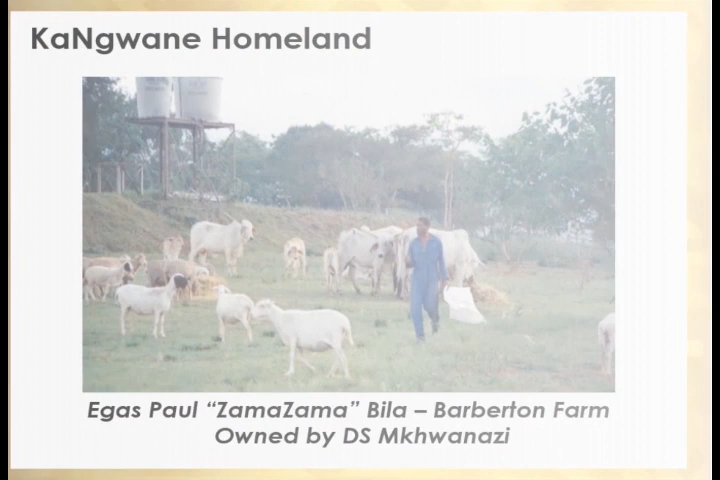 KaNgwane Homeland
Egas Paul “ZamaZama” Bila – Barberton Farm
Owned by DS Mkhwanazi